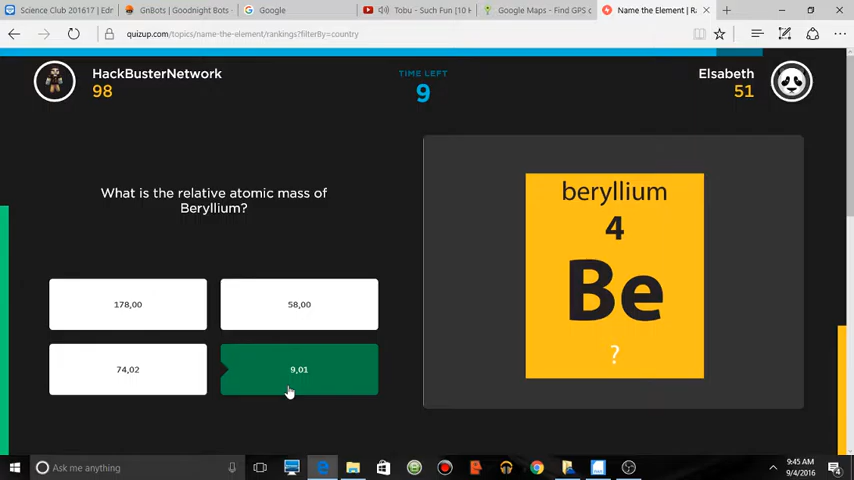 Science Club 201617 | Edm
GnBots | Goodnight Bots -
Google
Tobu - Such Fun [10 H
Google Maps - Find GPS c
Name the Element | Ra
quizup.com/topics/name-the-element/rankings?filterBy=country
HackBusterNetwork
98
TIME LEFT
9
Elsabeth
51
What is the relative atomic mass of
Beryllium?
178,00
58,00
74,02
9,01
beryllium
4
Be
?
Ask me anything
9:45 AM
9/4/2016